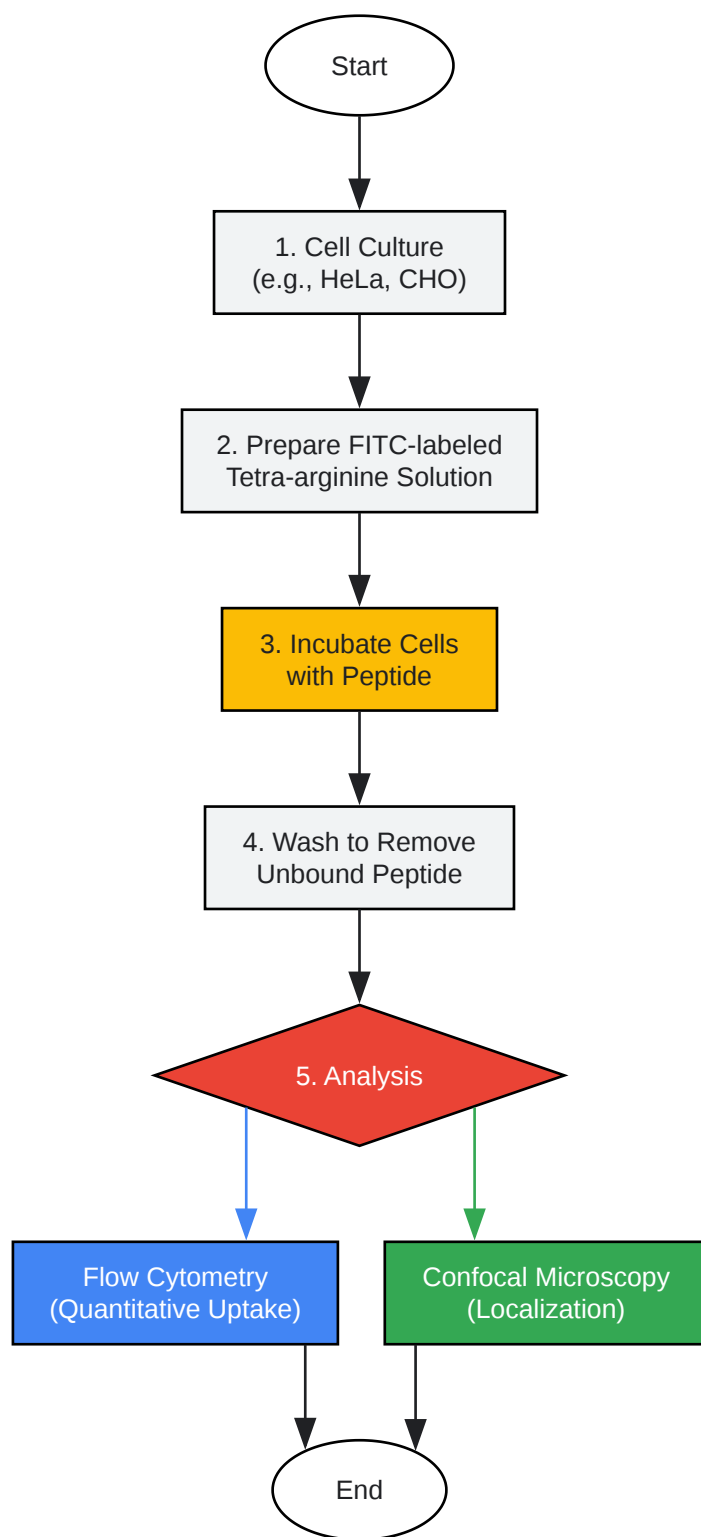 Start
1. Cell Culture
(e.g., HeLa, CHO)
2. Prepare FITC-labeled
Tetra-arginine Solution
3. Incubate Cells
with Peptide
4. Wash to Remove
Unbound Peptide
5. Analysis
Flow Cytometry
(Quantitative Uptake)
Confocal Microscopy
(Localization)
End